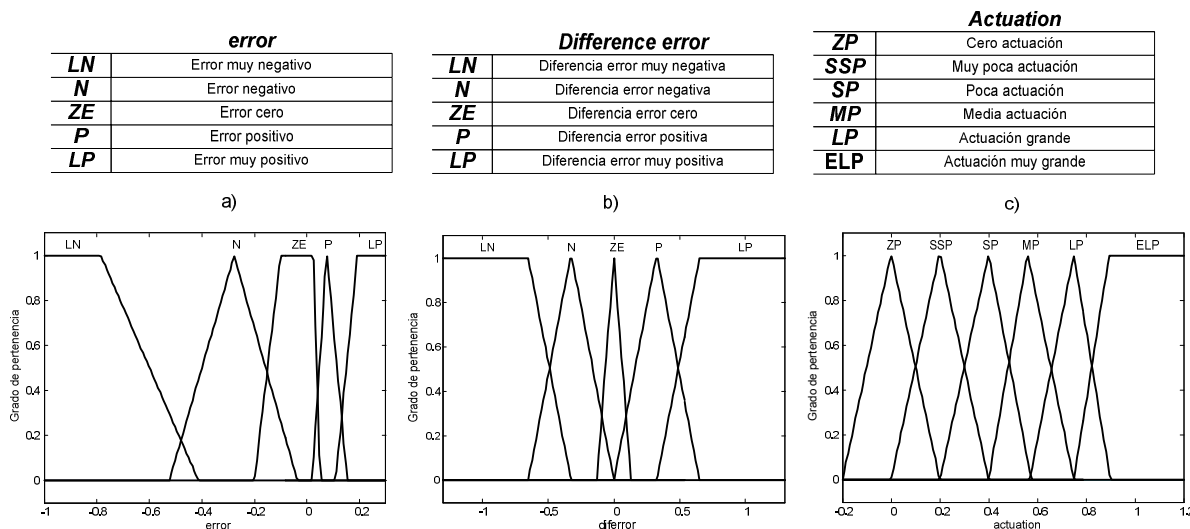 error
LN Error muy negativo
N Error negativo
ZE Error cero
P Error positivo
LP Error muy positivo
a)
Difference error
LN Diferencia error muy negativa
N Diferencia error negativa
ZE Diferencia error cero
P Diferencia error positiva
LP Diferencia error muy positiva
b)
Actuation
ZP Cero actuación
SSP Muy poca actuación
SP Poca actuación
MP Media actuación
LP Actuación grande
ELP Actuación muy grande
c)
LN N ZE P LP
1
0.8
0.6
0.4
0.2
0
Grado de pertenencia
-1 -0.8 -0.6 -0.4 -0.2 0 0.2
error
LN N ZE P LP
1
0.8
0.6
0.4
0.2
0
Grado de pertenencia
-1 -0.5 0 0.5 1
diferror
ZP SSP SP MP LP ELP
1
0.8
0.6
0.4
0.2
0
Grado de pertenencia
-0.2 0 0.2 0.4 0.6 0.8 1 1.2
actuation